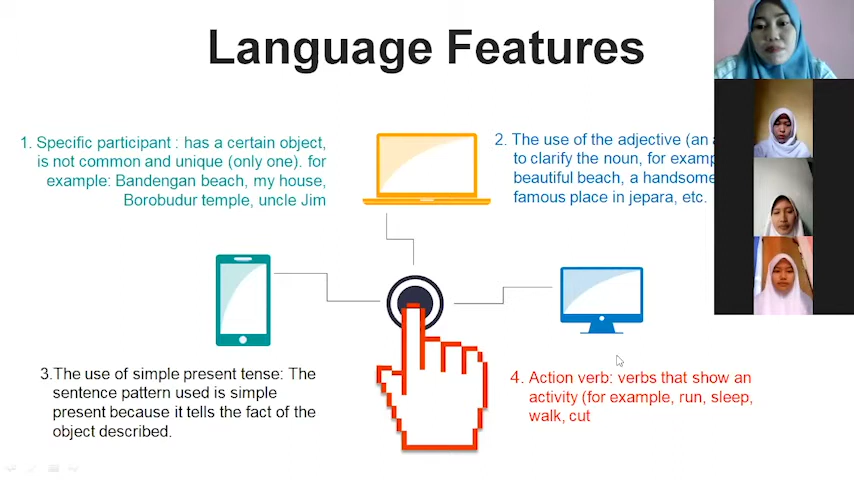 Language Features
1. Specific participant : has a certain object,
is not common and unique (only one). for
example: Bandengan beach, my house,
Borobudur temple, uncle Jim
2. The use of the adjective (an
to clarify the noun, for
beautiful beach, a handsome
famous place in jepara, etc.
3.The use of simple present tense: The
sentence pattern used is simple
present because it tells the fact of the
object described.
4. Action verb: verbs that show an
activity (for example, run, sleep,
walk, cut